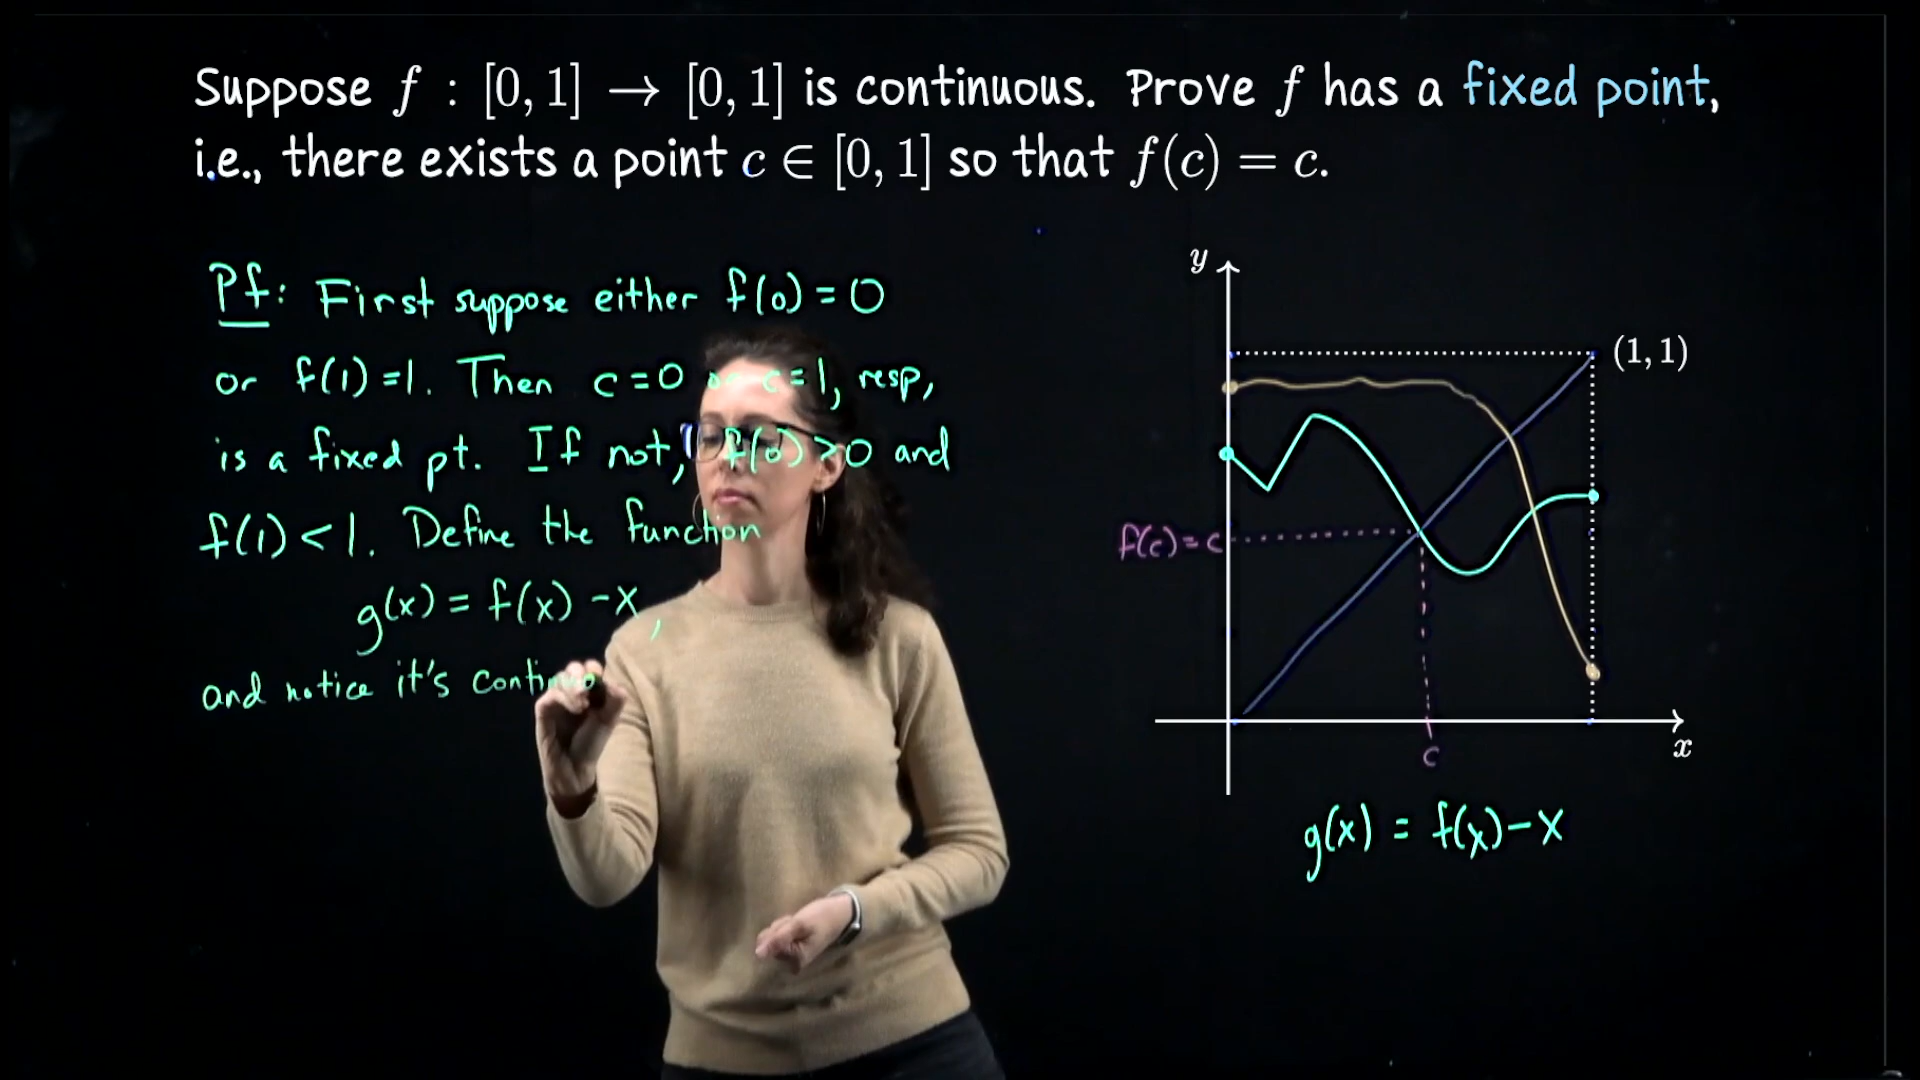 Suppose f : [0, 1] → [0, 1] is continuous. Prove f has a fixed point,
i.e., there exists a point c ∈ [0, 1] so that f(c) = c.
Pf: First suppose either f(0) = 0
or f(1) = 1. Then c = 0 or c = 1, resp,
is a fixed pt. If not, f(0) > 0 and
f(1) < 1. Define the function
g(x) = f(x) - x,
and notice it's continuo
y
(1, 1)
f(c) = c
x
c
g(x) = f(x) - x